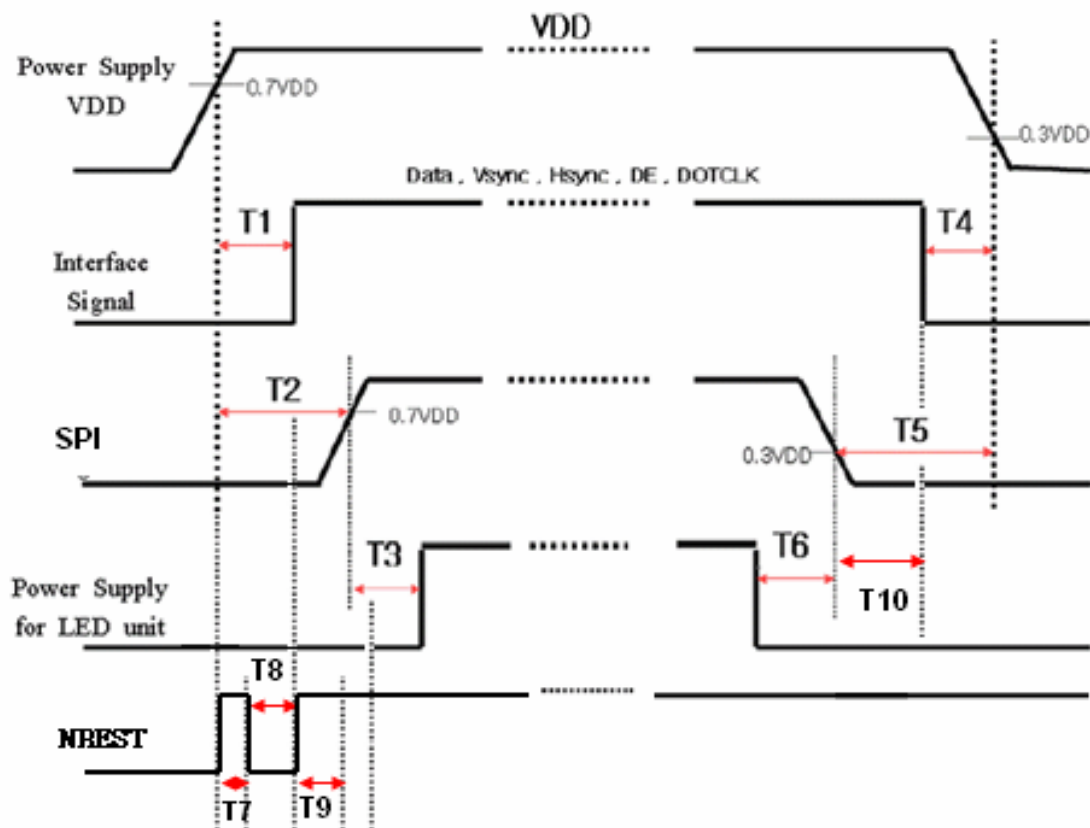 VDD
Power Supply
VDD
0.7VDD
0.3VDD
Data , Vsync , Hsync , DE , DOTCLK
T1
T4
Interface
Signal
T2
0.7VDD
SPI
T5
0.3VDD
T3
T6
T10
Power Supply
for LED unit
T8
NREST
T7
T9